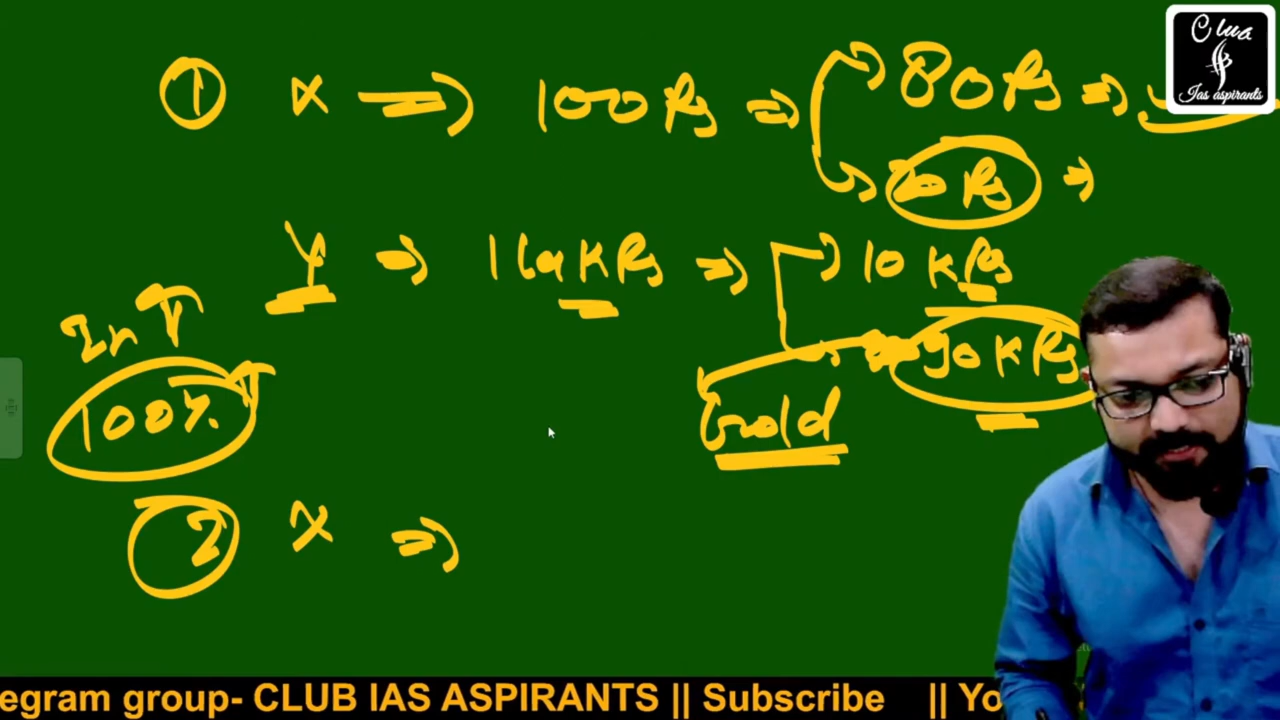 Club
Ias aspirants
① X ⇒ 100 Rs ⇒ 80 Rs ⇒
20 Rs ⇒
Y ⇒ 1 lakh Rs ⇒ 10 K Rs
90 K Rs
Gold
Inf
100%
② X ⇒
egram group- CLUB IAS ASPIRANTS || Subscribe || Yo